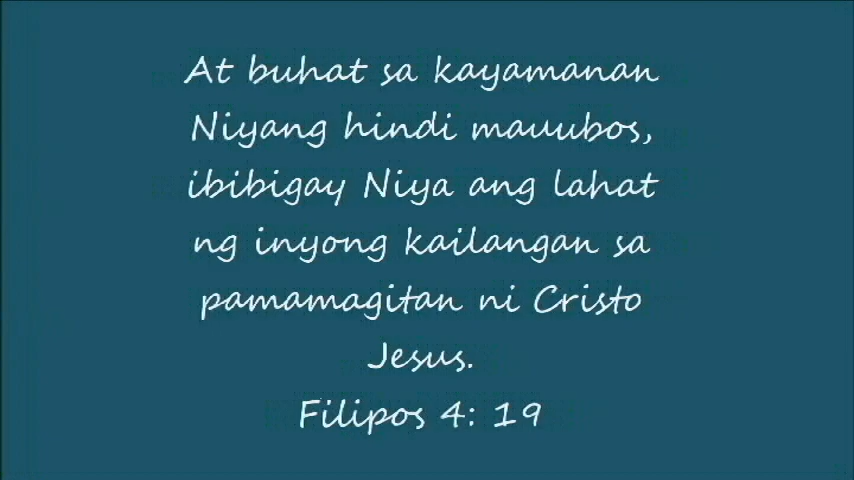 At buhat sa kayamanan
Niyang hindi mauubos,
ibibigay Niya ang lahat
ng inyong kailangan sa
pamamagitan ni Cristo
Jesus.
Filipos 4: 19